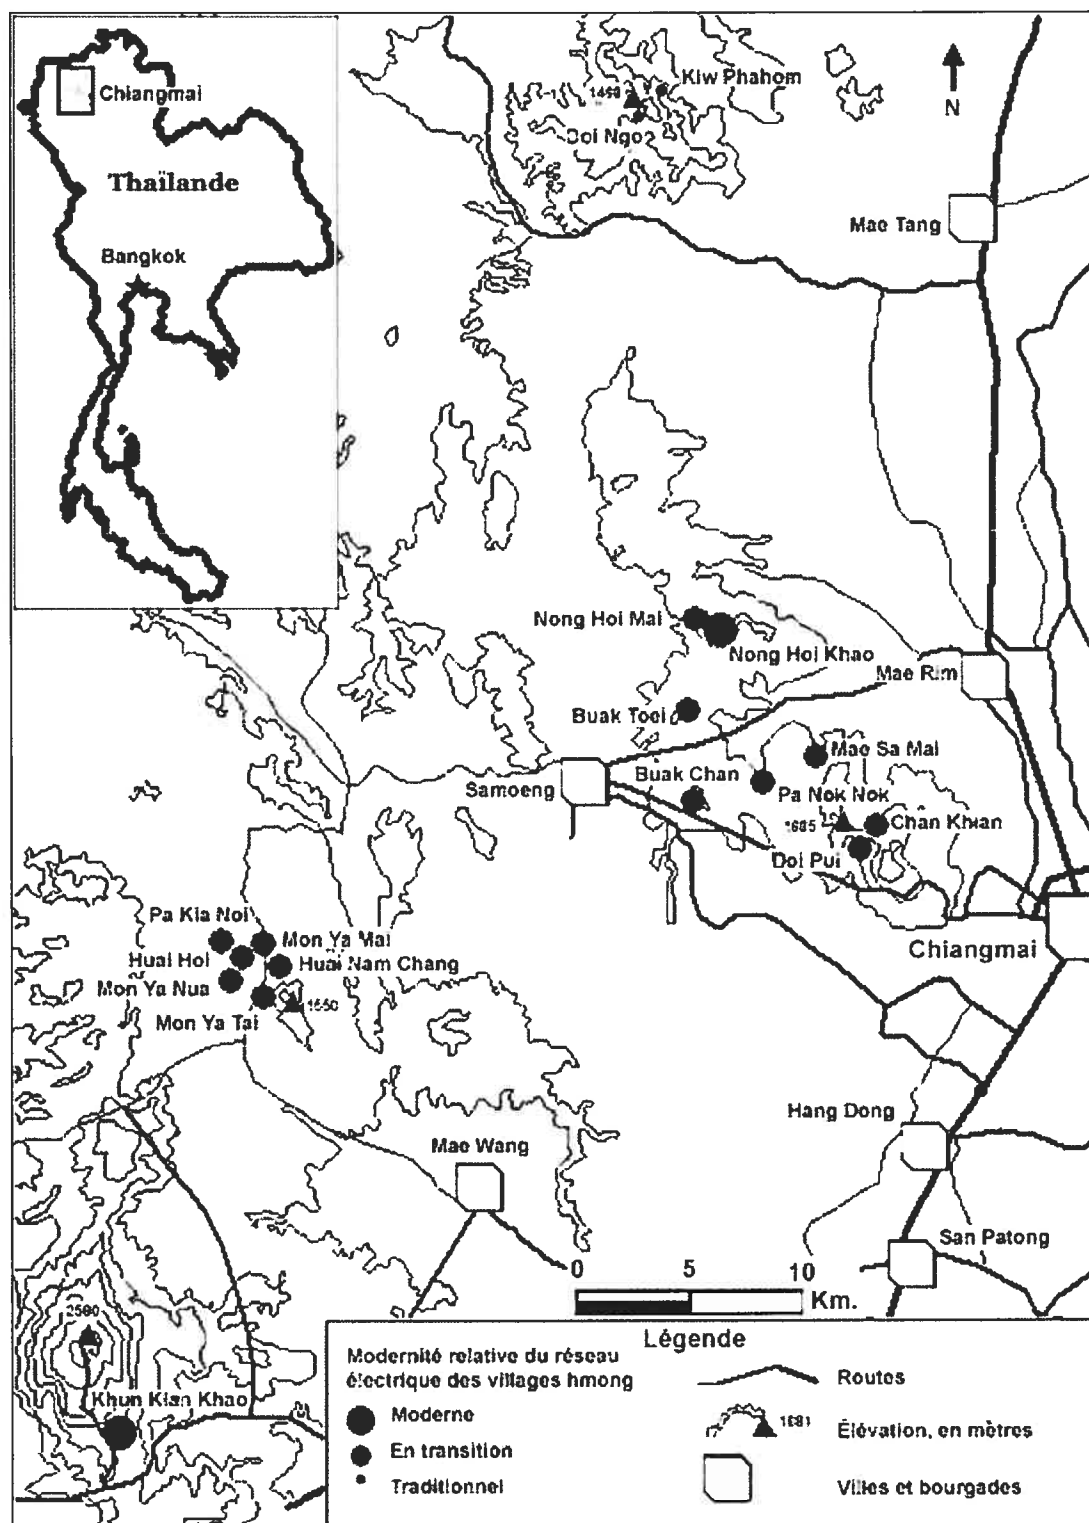 Chiangmai
Thaïlande
Bangkok
Kiw Phahom
Doi Ngo
N
Mae Tang
Nong Hoi Mai
Nong Hoi Khao
Mae Rim
Buak Toei
Mae Sa Mai
Buak Chan
Samoeng
Pa Nok Nok
1685
Chan Khian
Doi Pui
Pa Kia Noi
Mon Ya Mai
Chiangmai
Huai Hoi
Huai Nam Chang
Mon Ya Nua
1550
Mon Ya Tai
Hang Dong
Mae Wang
San Patong
0 5 10
Km.
2590
Khun Klan Khao
Légende
Modernité relative du réseau
électrique des villages hmong
Moderne
En transition
Traditionnel
Routes
1681
Élévation, en mètres
Villes et bourgades